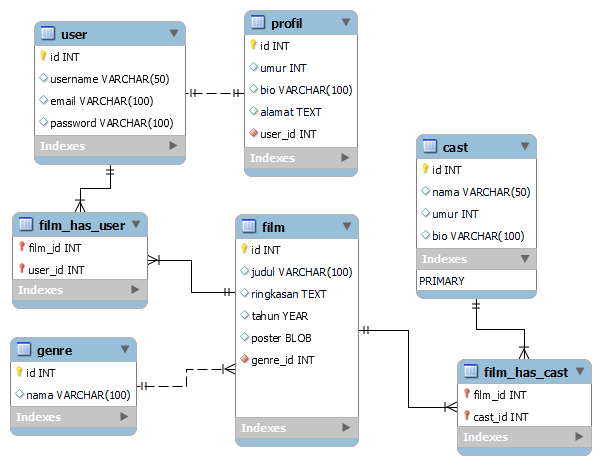 user
id INT
username VARCHAR(50)
email VARCHAR(100)
password VARCHAR(100)
Indexes
profil
id INT
umur INT
bio VARCHAR(100)
alamat TEXT
user_id INT
Indexes
cast
id INT
nama VARCHAR(50)
umur INT
bio VARCHAR(100)
Indexes
PRIMARY
film_has_user
film_id INT
user_id INT
Indexes
film
id INT
judul VARCHAR(100)
ringkasan TEXT
tahun YEAR
poster BLOB
genre_id INT
Indexes
genre
id INT
nama VARCHAR(100)
Indexes
film_has_cast
film_id INT
cast_id INT
Indexes